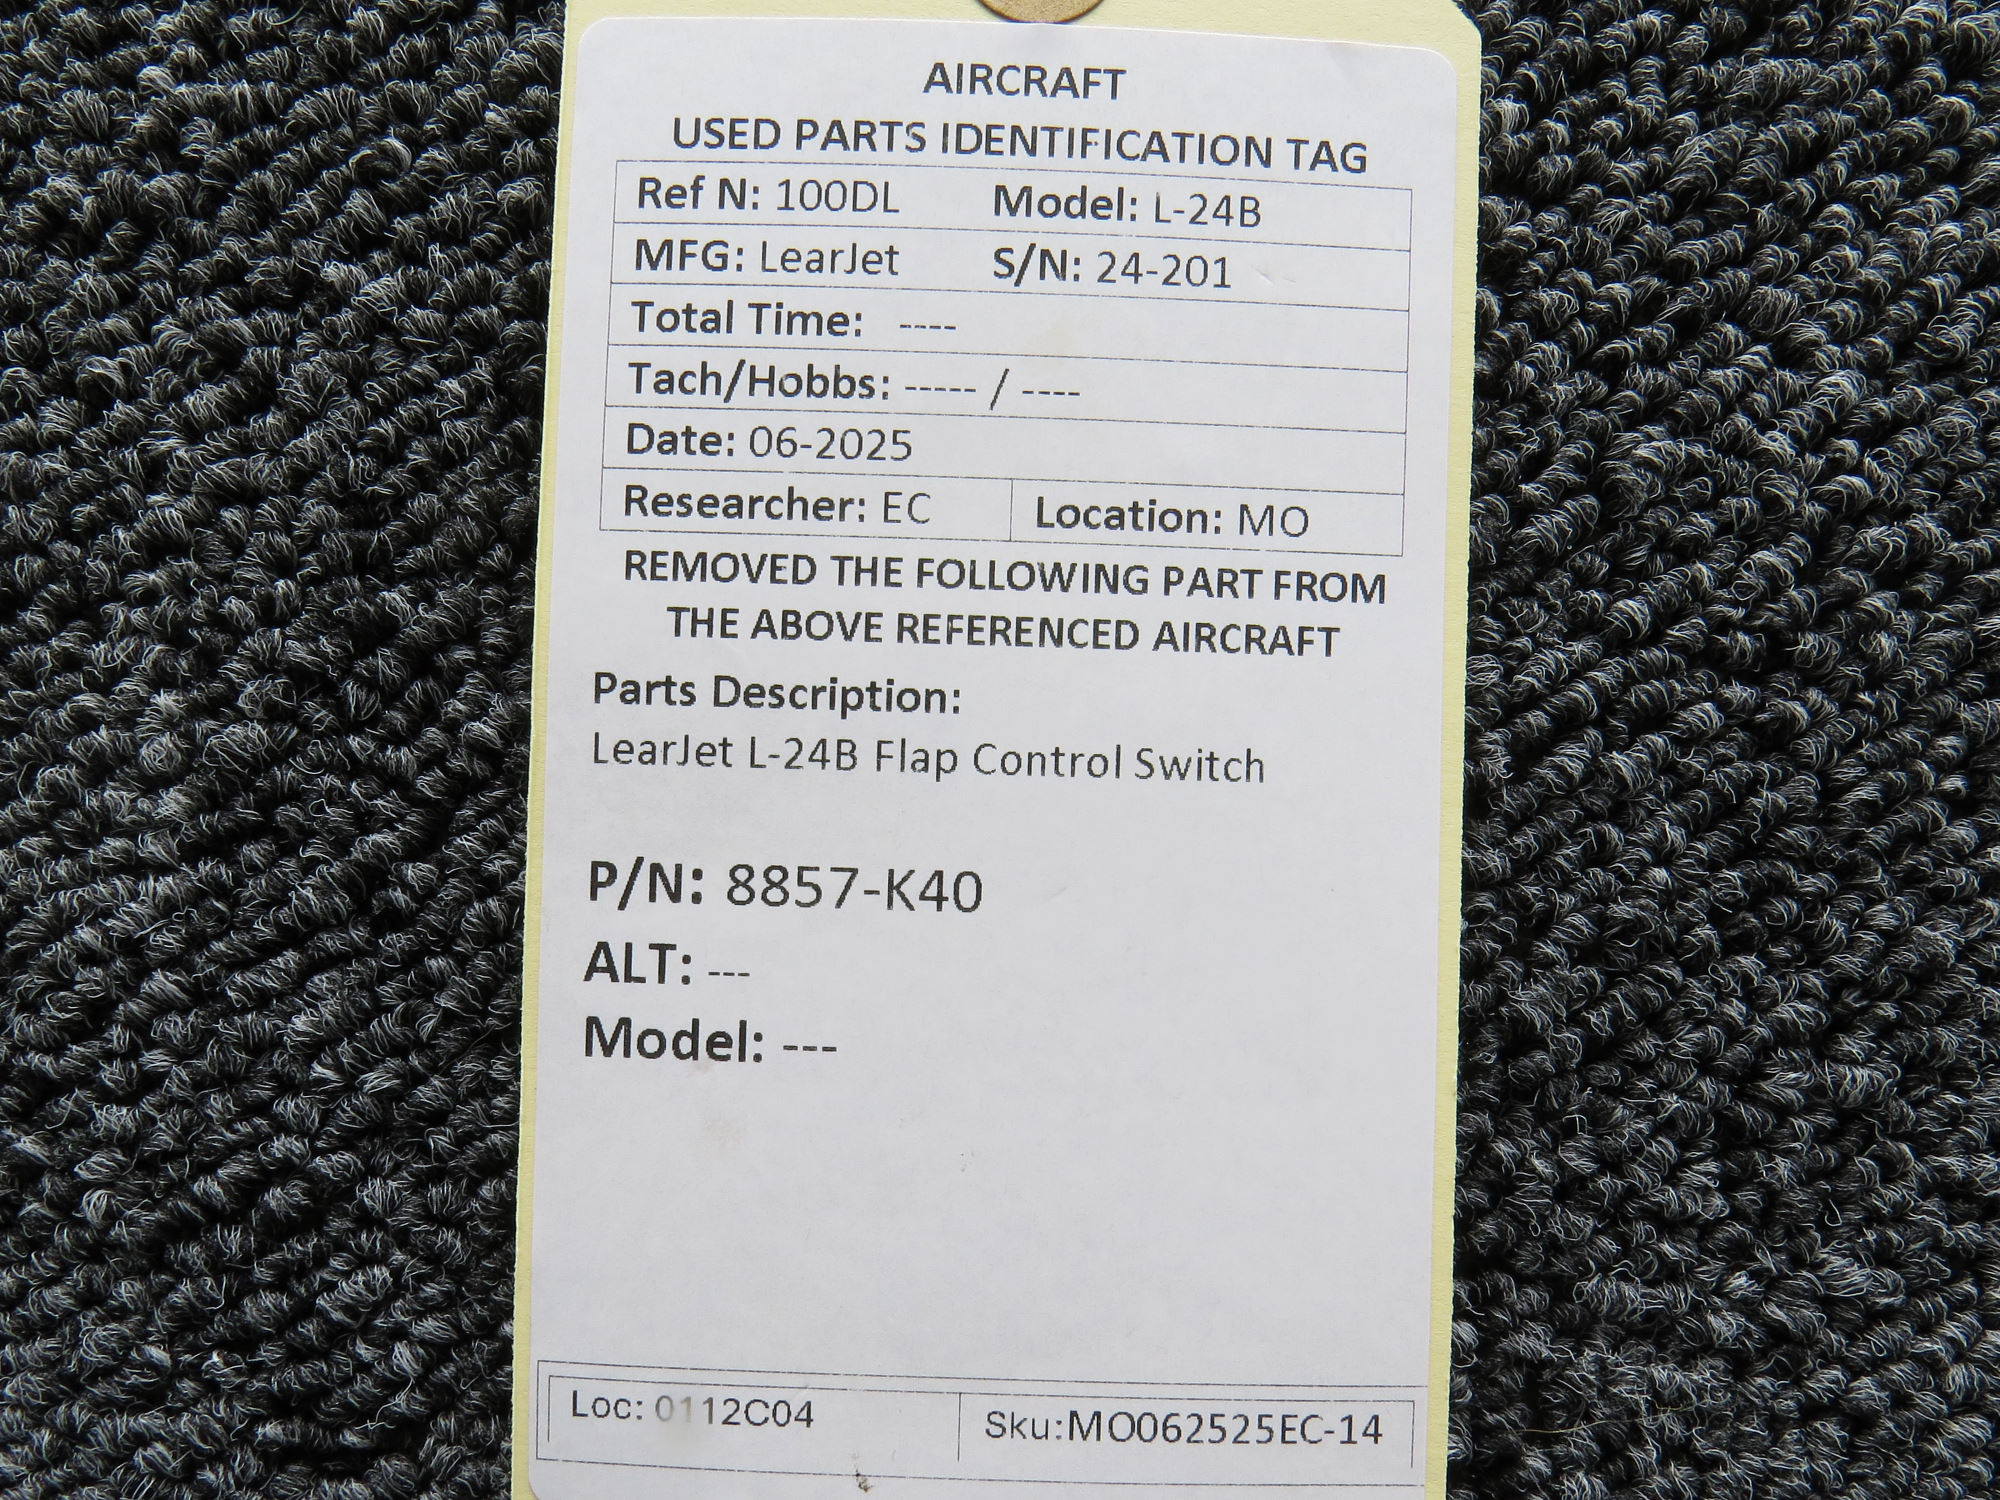 AIRCRAFT
USED PARTS IDENTIFICATION TAG
Ref N: 100DL Model: L-24B
MFG: LearJet S/N: 24-201
Total Time: ----
Tach/Hobbs: ----- / ----
Date: 06-2025
Researcher: EC Location: MO
REMOVED THE FOLLOWING PART FROM
THE ABOVE REFERENCED AIRCRAFT
Parts Description:
LearJet L-24B Flap Control Switch
P/N: 8857-K40
ALT: ---
Model: ---
Loc: 0112C04 Sku:MO062525EC-14